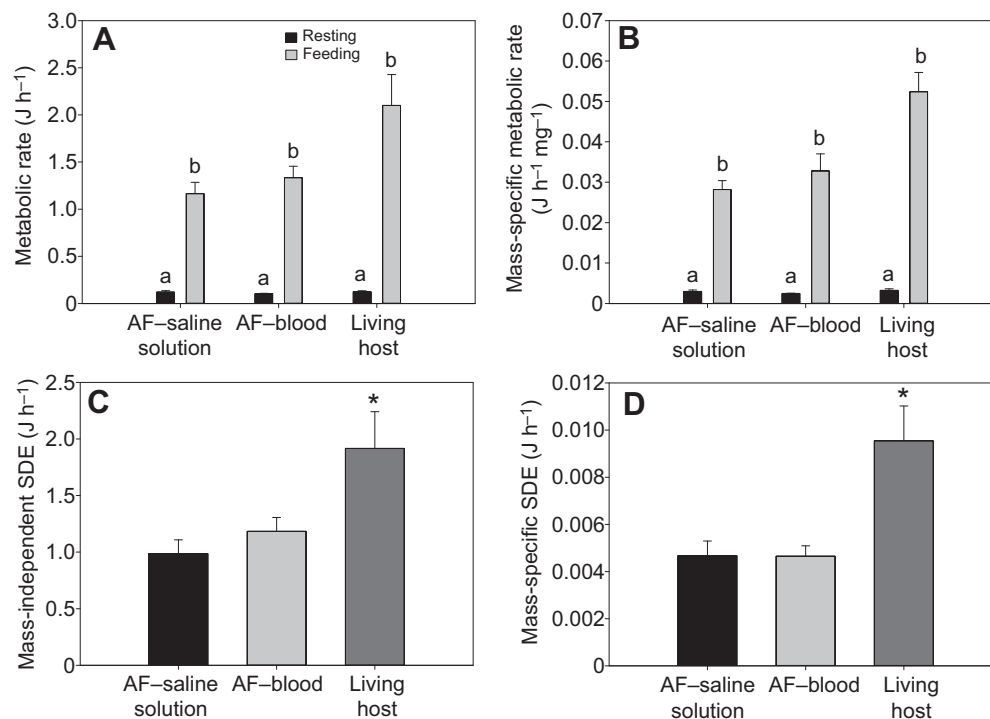 A
Metabolic rate (J h–1)
3.0
2.5
2.0
1.5
1.0
0.5
0
Resting
Feeding
a
b
a
b
a
b
AF–saline
solution
AF–blood
Living
host
B
Mass-specific metabolic rate
(J h–1 mg–1)
0.07
0.06
0.05
0.04
0.03
0.02
0.01
0
a
b
a
b
a
b
AF–saline
solution
AF–blood
Living
host
C
Mass-independent SDE (J h–1)
2.5
2.0
1.5
1.0
0.5
0
*
AF–saline
solution
AF–blood
Living
host
D
Mass-specific SDE (J h–1)
0.012
0.010
0.008
0.006
0.004
0.002
0
*
AF–saline
solution
AF–blood
Living
host